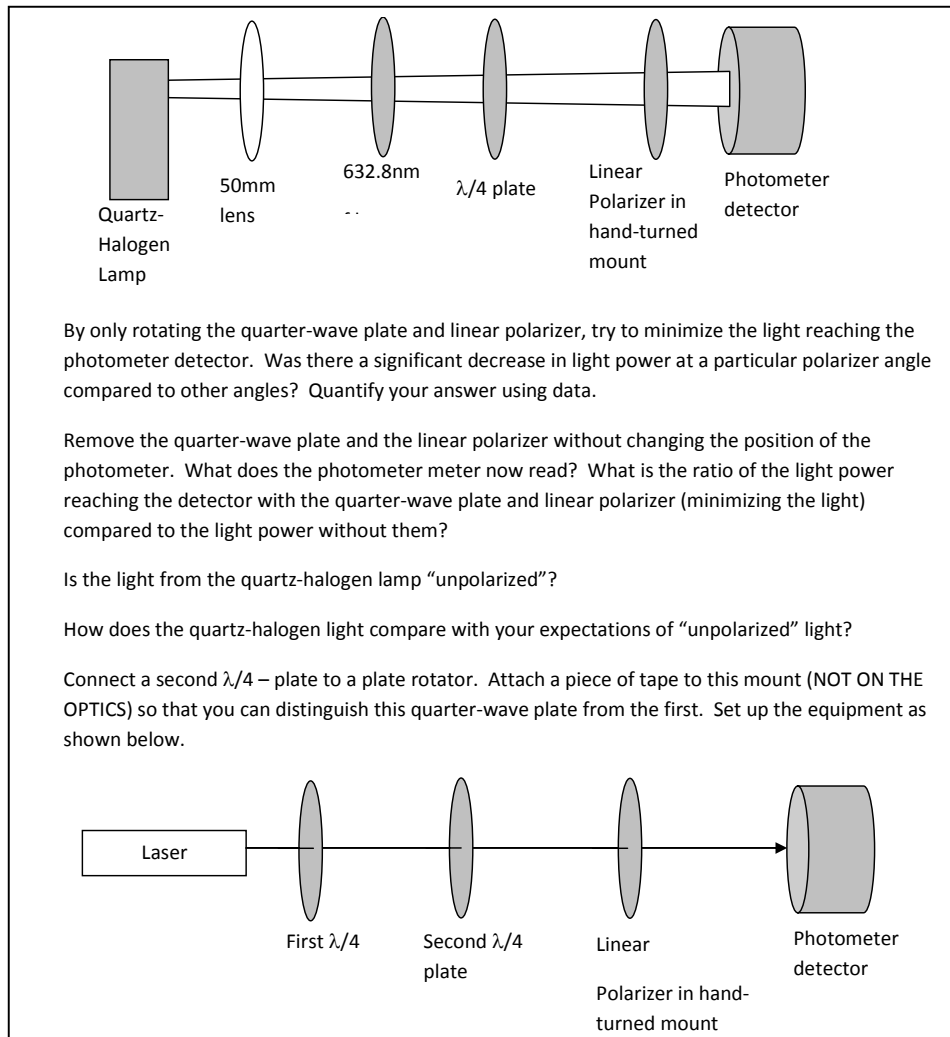 Quartz-
Halogen
Lamp
50mm
lens
632.8nm
λ/4 plate
Linear
Polarizer in
hand-turned
mount
Photometer
detector
By only rotating the quarter-wave plate and linear polarizer, try to minimize the light reaching the
photometer detector.  Was there a significant decrease in light power at a particular polarizer angle
compared to other angles?  Quantify your answer using data.
Remove the quarter-wave plate and the linear polarizer without changing the position of the
photometer.  What does the photometer meter now read?  What is the ratio of the light power
reaching the detector with the quarter-wave plate and linear polarizer (minimizing the light)
compared to the light power without them?
Is the light from the quartz-halogen lamp “unpolarized”?
How does the quartz-halogen light compare with your expectations of “unpolarized” light?
Connect a second λ/4 – plate to a plate rotator.  Attach a piece of tape to this mount (NOT ON THE
OPTICS) so that you can distinguish this quarter-wave plate from the first.  Set up the equipment as
shown below.
Laser
First λ/4
Second λ/4
plate
Linear
Polarizer in hand-
turned mount
Photometer
detector